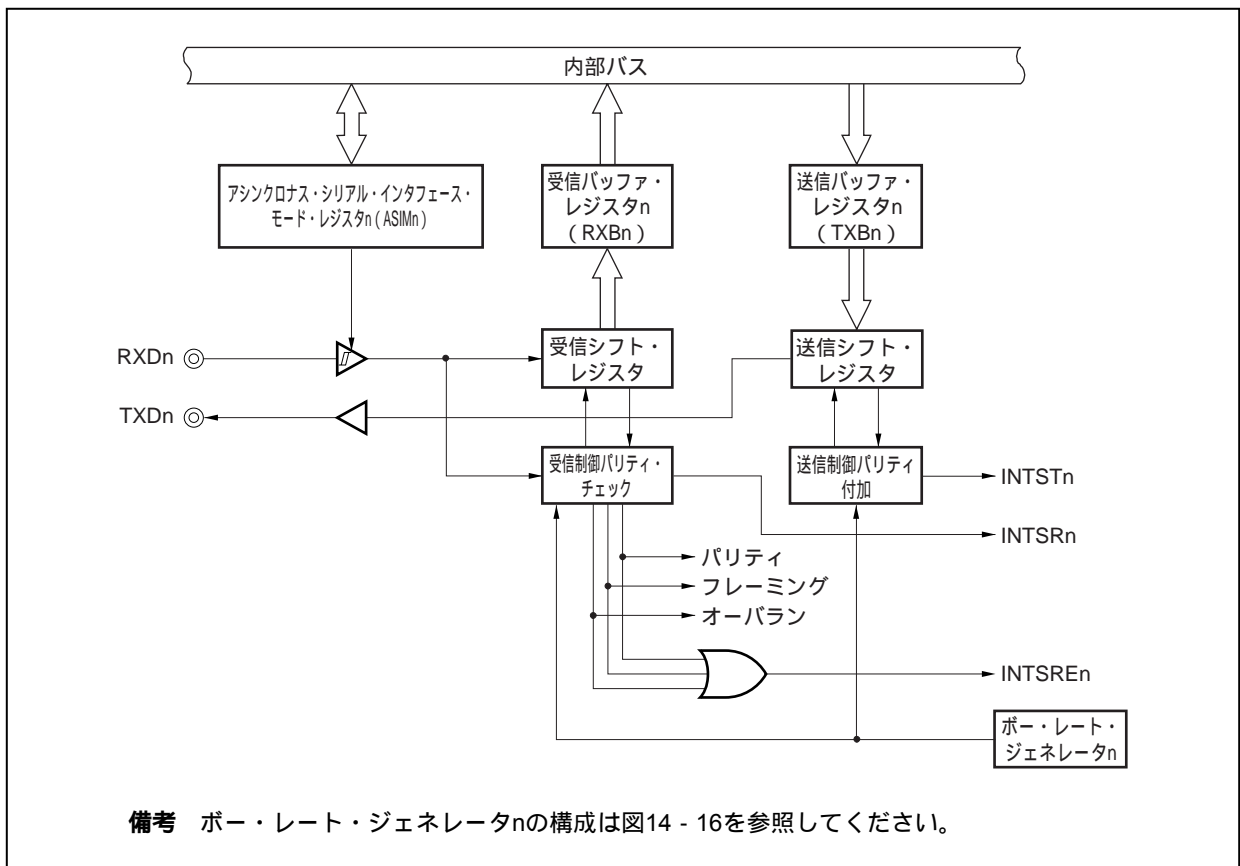 内部バス
アシンクロナス・シリアル・インタフェース・
モード・レジスタn(ASIMn)
受信バッファ・
レジスタn
(RXBn)
送信バッファ・
レジスタn
(TXBn)
RXDn
受信シフト・
レジスタ
送信シフト・
レジスタ
TXDn
受信制御パリティ・
チェック
送信制御パリティ
付加
INTSTn
INTSRn
パリティ
フレーミング
オーバラン
INTSREn
ボー・レート・
ジェネレータn
備考 ボー・レート・ジェネレータnの構成は図14-16を参照してください。